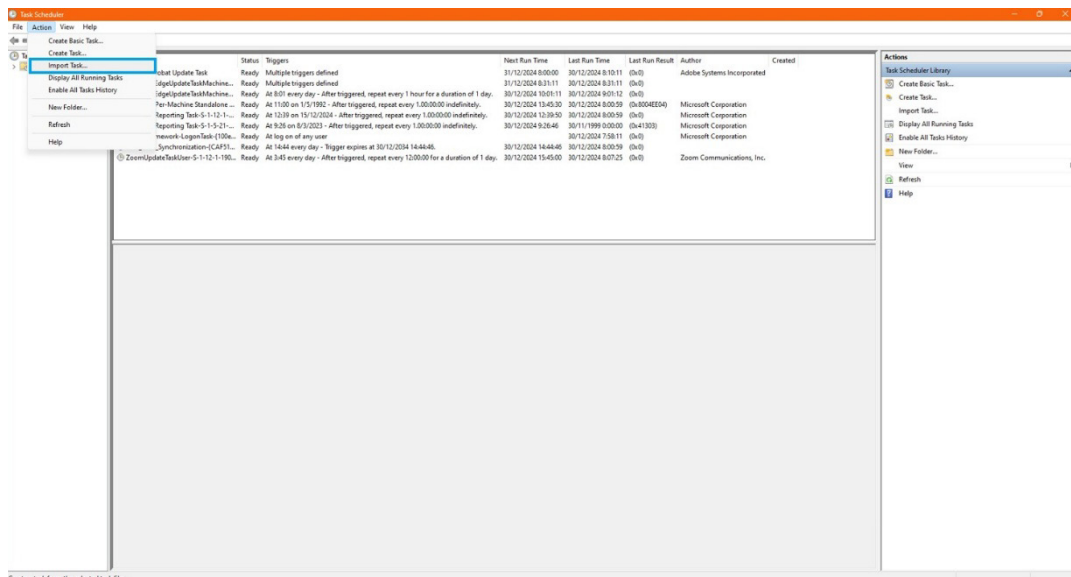 Task Scheduler
File Action View Help
Create Basic Task...
Create Task...
Import Task...
Display All Running Tasks
Enable All Tasks History
New Folder...
Refresh
Help
Status Triggers Next Run Time Last Run Time Last Run Result Author Created
obat Update Task Ready Multiple triggers defined 31/12/2024 8:00:00 30/12/2024 8:10:11 (0x0) Adobe Systems Incorporated
EdgeUpdateTaskMachine... Ready Multiple triggers defined 31/12/2024 8:31:11 30/12/2024 8:31:11 (0x0)
EdgeUpdateTaskMachine... Ready At 8:01 every day - After triggered, repeat every 1 hour for a duration of 1 day. 30/12/2024 10:01:11 30/12/2024 9:01:12 (0x0)
Per-Machine Standalone ... Ready At 11:00 on 1/5/1992 - After triggered, repeat every 1.00:00:00 indefinitely. 30/12/2024 13:45:30 30/12/2024 8:00:59 (0x8004EE04) Microsoft Corporation
Reporting Task-S-1-12-1-... Ready At 12:39 on 15/12/2024 - After triggered, repeat every 1.00:00:00 indefinitely. 30/12/2024 12:39:50 30/12/2024 8:00:59 (0x0) Microsoft Corporation
Reporting Task-S-1-5-21-... Ready At 9:26 on 8/3/2023 - After triggered, repeat every 1.00:00:00 indefinitely. 30/12/2024 9:26:46 30/11/1999 0:00:00 (0x41303) Microsoft Corporation
mework-LogonTask-{100e... Ready At log on of any user 30/12/2024 7:58:11 (0x0) Microsoft Corporation
_Synchronization-{CAF51... Ready At 14:44 every day - Trigger expires at 30/12/2034 14:44:46. 30/12/2024 14:44:46 30/12/2024 8:00:59 (0x0)
ZoomUpdateTaskUser-S-1-12-1-190... Ready At 3:45 every day - After triggered, repeat every 12:00:00 for a duration of 1 day. 30/12/2024 15:45:00 30/12/2024 8:07:25 (0x0) Zoom Communications, Inc.
Actions
Task Scheduler Library
Create Basic Task...
Create Task...
Import Task...
Display All Running Tasks
Enable All Tasks History
New Folder...
View
Refresh
Help